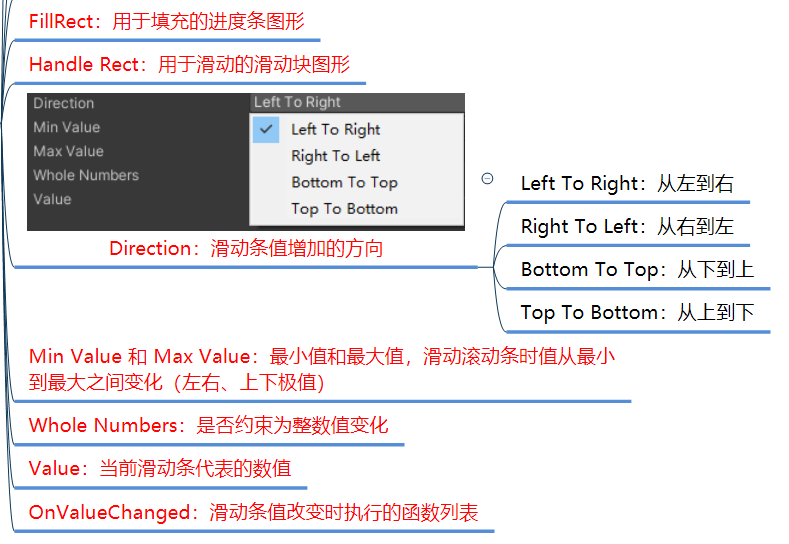 FillRect：用于填充的进度条图形
Handle Rect：用于滑动的滑动块图形
Direction
Left To Right
Min Value
Max Value
Whole Numbers
Value
Left To Right
Right To Left
Bottom To Top
Top To Bottom
Direction：滑动条值增加的方向
Left To Right：从左到右
Right To Left：从右到左
Bottom To Top：从下到上
Top To Bottom：从上到下
Min Value 和 Max Value：最小值和最大值，滑动滚动条时值从最小
到最大之间变化（左右、上下极值）
Whole Numbers：是否约束为整数值变化
Value：当前滑动条代表的数值
OnValueChanged：滑动条值改变时执行的函数列表